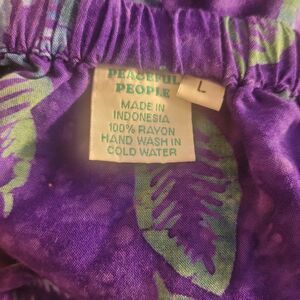 PEACEFUL
PEOPLE
L
MADE IN
INDONESIA
100% RAYON
HAND WASH IN
COLD WATER